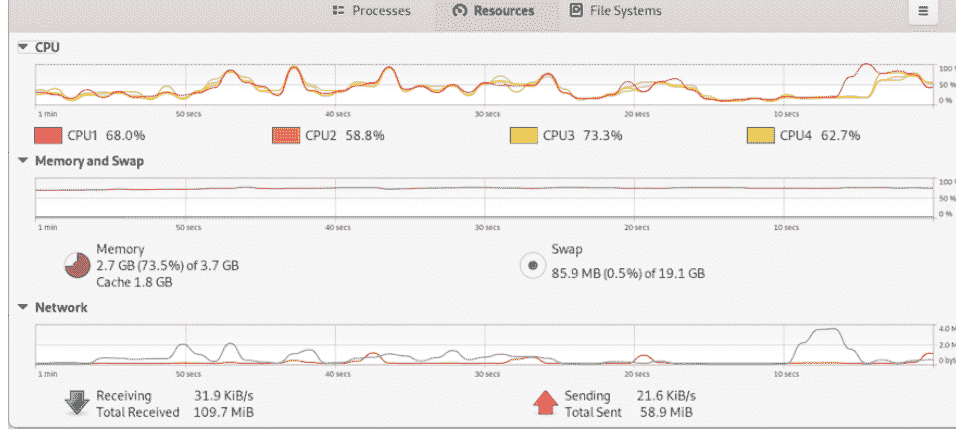 Processes Resources File Systems
CPU
100 %
50 %
0 %
1 min 50 secs 40 secs 30 secs 20 secs 10 secs
CPU1 68.0% CPU2 58.8% CPU3 73.3% CPU4 62.7%
Memory and Swap
100 %
50 %
0 %
1 min 50 secs 40 secs 30 secs 20 secs 10 secs
Memory
2.7 GB (73.5%) of 3.7 GB
Cache 1.8 GB
Swap
85.9 MB (0.5%) of 19.1 GB
Network
4.0 M
2.0 M
1 min 50 secs 40 secs 30 secs 20 secs 10 secs
Receiving 31.9 KiB/s
Total Received 109.7 MiB
Sending 21.6 KiB/s
Total Sent 58.9 MiB